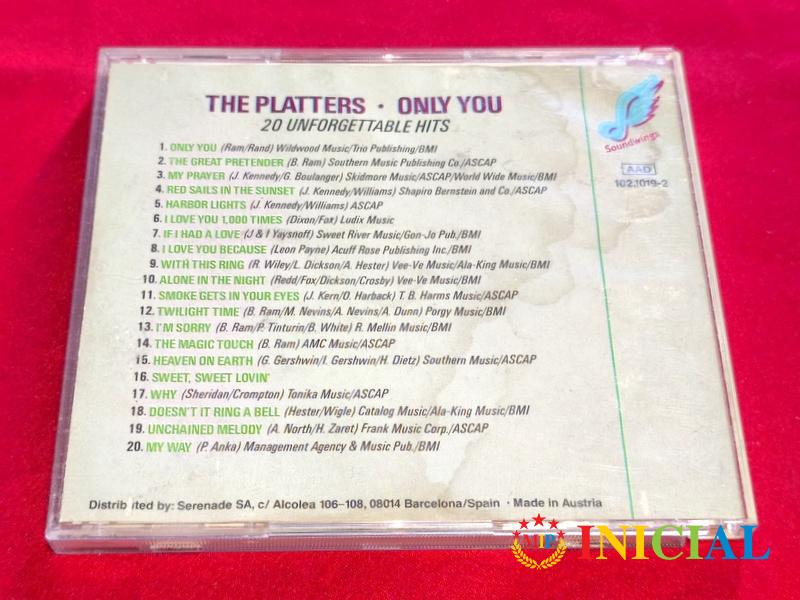 THE PLATTERS · ONLY YOU
20 UNFORGETTABLE HITS
1. ONLY YOU (Ram/Rand) Wildwood Music/Trio Publishing/BMI
2. THE GREAT PRETENDER (B. Ram) Southern Music Publishing Co./ASCAP
3. MY PRAYER (J. Kennedy/G. Boulanger) Skidmore Music/ASCAP/World Wide Music/BMI
4. RED SAILS IN THE SUNSET (J. Kennedy/Williams) Shapiro Bernstein and Co./ASCAP
5. HARBOR LIGHTS (J. Kennedy/Williams) ASCAP
6. I LOVE YOU 1,000 TIMES (Dixon/Fox) Ludix Music
7. IF I HAD A LOVE (J & I Yaysnoff) Sweet River Music/Gon-Jo Pub./BMI
8. I LOVE YOU BECAUSE (Leon Payne) Acuff Rose Publishing Inc./BMI
9. WITH THIS RING (R. Wiley/L. Dickson/A. Hester) Vee-Ve Music/Ala-King Music/BMI
10. ALONE IN THE NIGHT (Redd/Fox/Dickson/Crosby) Vee-Ve Music/BMI
11. SMOKE GETS IN YOUR EYES (J. Kern/O. Harback) T. B. Harms Music/ASCAP
12. TWILIGHT TIME (B. Ram/M. Nevins/A. Nevins/A. Dunn) Porgy Music/BMI
13. I'M SORRY (B. Ram/P. Tinturin/B. White) R. Mellin Music/BMI
14. THE MAGIC TOUCH (B. Ram) AMC Music/ASCAP
15. HEAVEN ON EARTH (G. Gershwin/I. Gershwin/H. Dietz) Southern Music/ASCAP
16. SWEET, SWEET LOVIN'
17. WHY (Sheridan/Crompton) Tonika Music/ASCAP
18. DOESN'T IT RING A BELL (Hester/Wigle) Catalog Music/Ala-King Music/BMI
19. UNCHAINED MELODY (A. North/H. Zaret) Frank Music Corp./ASCAP
20. MY WAY (P. Anka) Management Agency & Music Pub./BMI
Soundwings
AAD
102.1019-2
Distributed by: Serenade SA, c/ Alcolea 106–108, 08014 Barcelona/Spain · Made in Austria
MP INICIAL